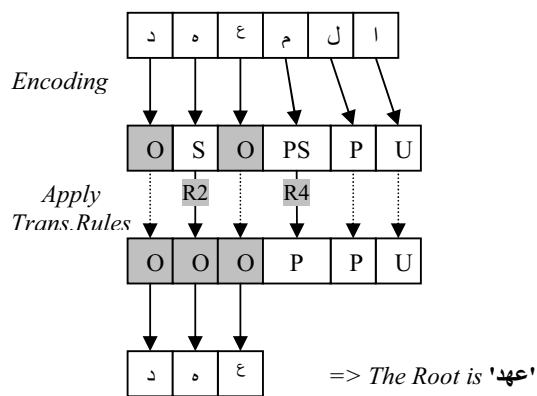 ا ل م ع ه د
Encoding
O S O PS P U
R2 R4
Apply
Trans.Rules
O O O P P U
ع ه د
=> The Root is 'عهد'